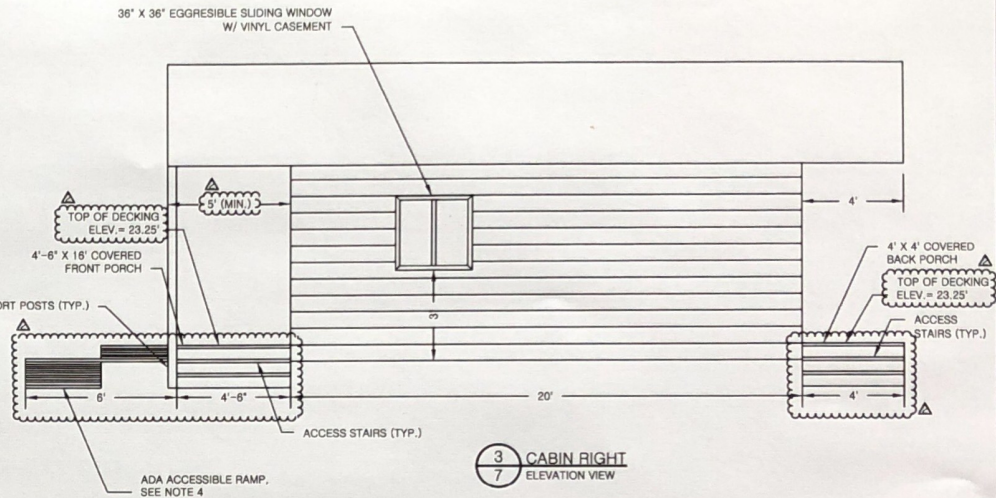 36" X 36" EGGRESIBLE SLIDING WINDOW
W/ VINYL CASEMENT
5' (MIN.)
4'
TOP OF DECKING
ELEV.= 23.25'
4'-6" X 16' COVERED
FRONT PORCH
4' X 4' COVERED
BACK PORCH
TOP OF DECKING
ELEV.= 23.25'
POSTS (TYP.)
3'
ACCESS
STAIRS (TYP.)
6'
4'-6"
20'
4'
ACCESS STAIRS (TYP.)
3
7
CABIN RIGHT
ELEVATION VIEW
ADA ACCESSIBLE RAMP,
SEE NOTE 4